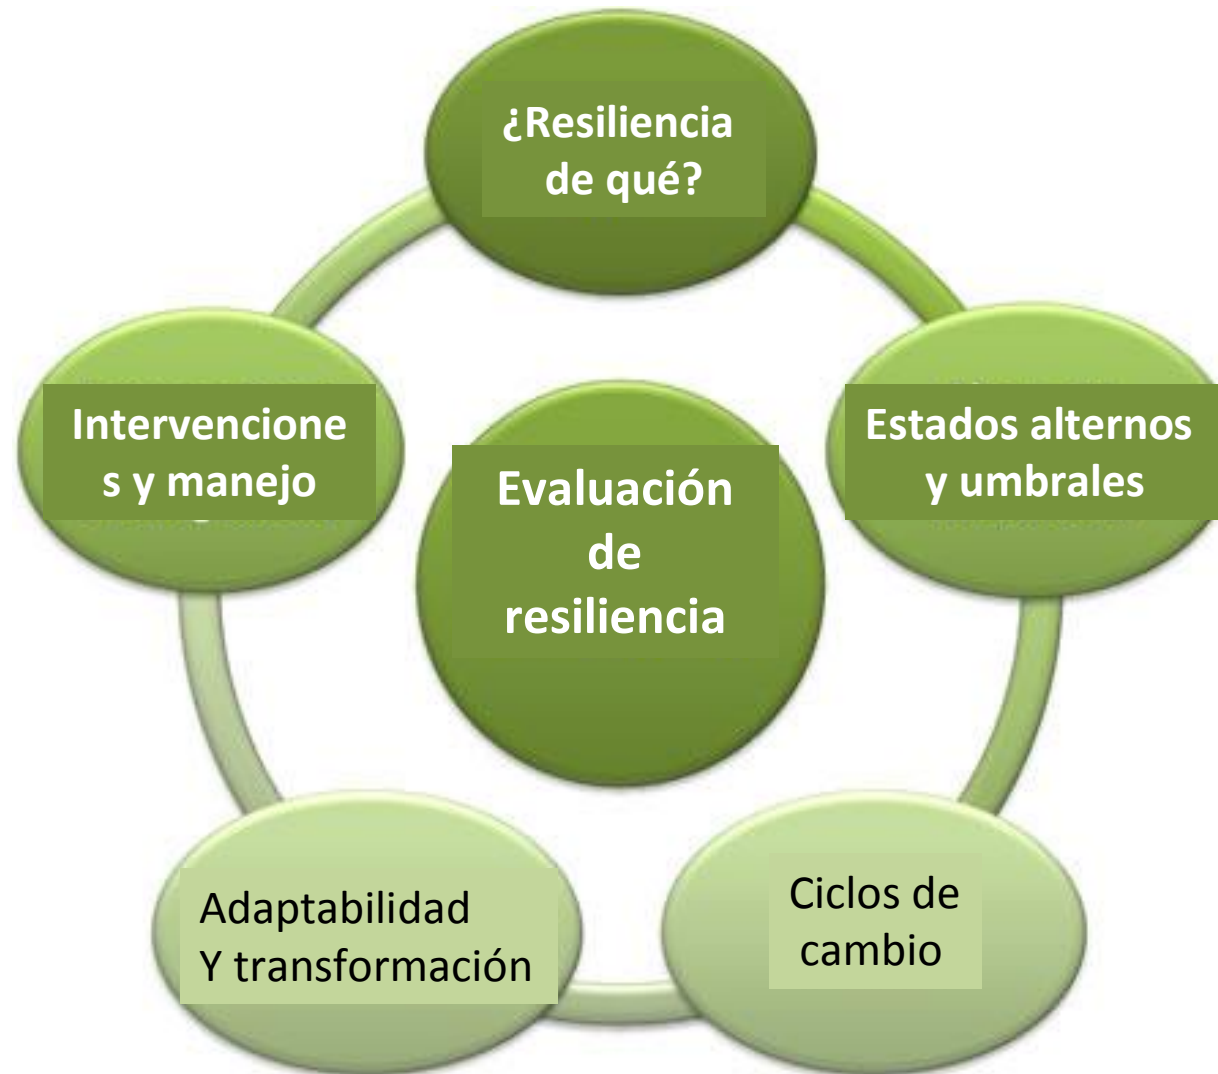 ¿Resiliencia
de qué?
Intervencione
s y manejo
Estados alternos
y umbrales
Evaluación
de
resiliencia
Adaptabilidad
Y transformación
Ciclos de
cambio